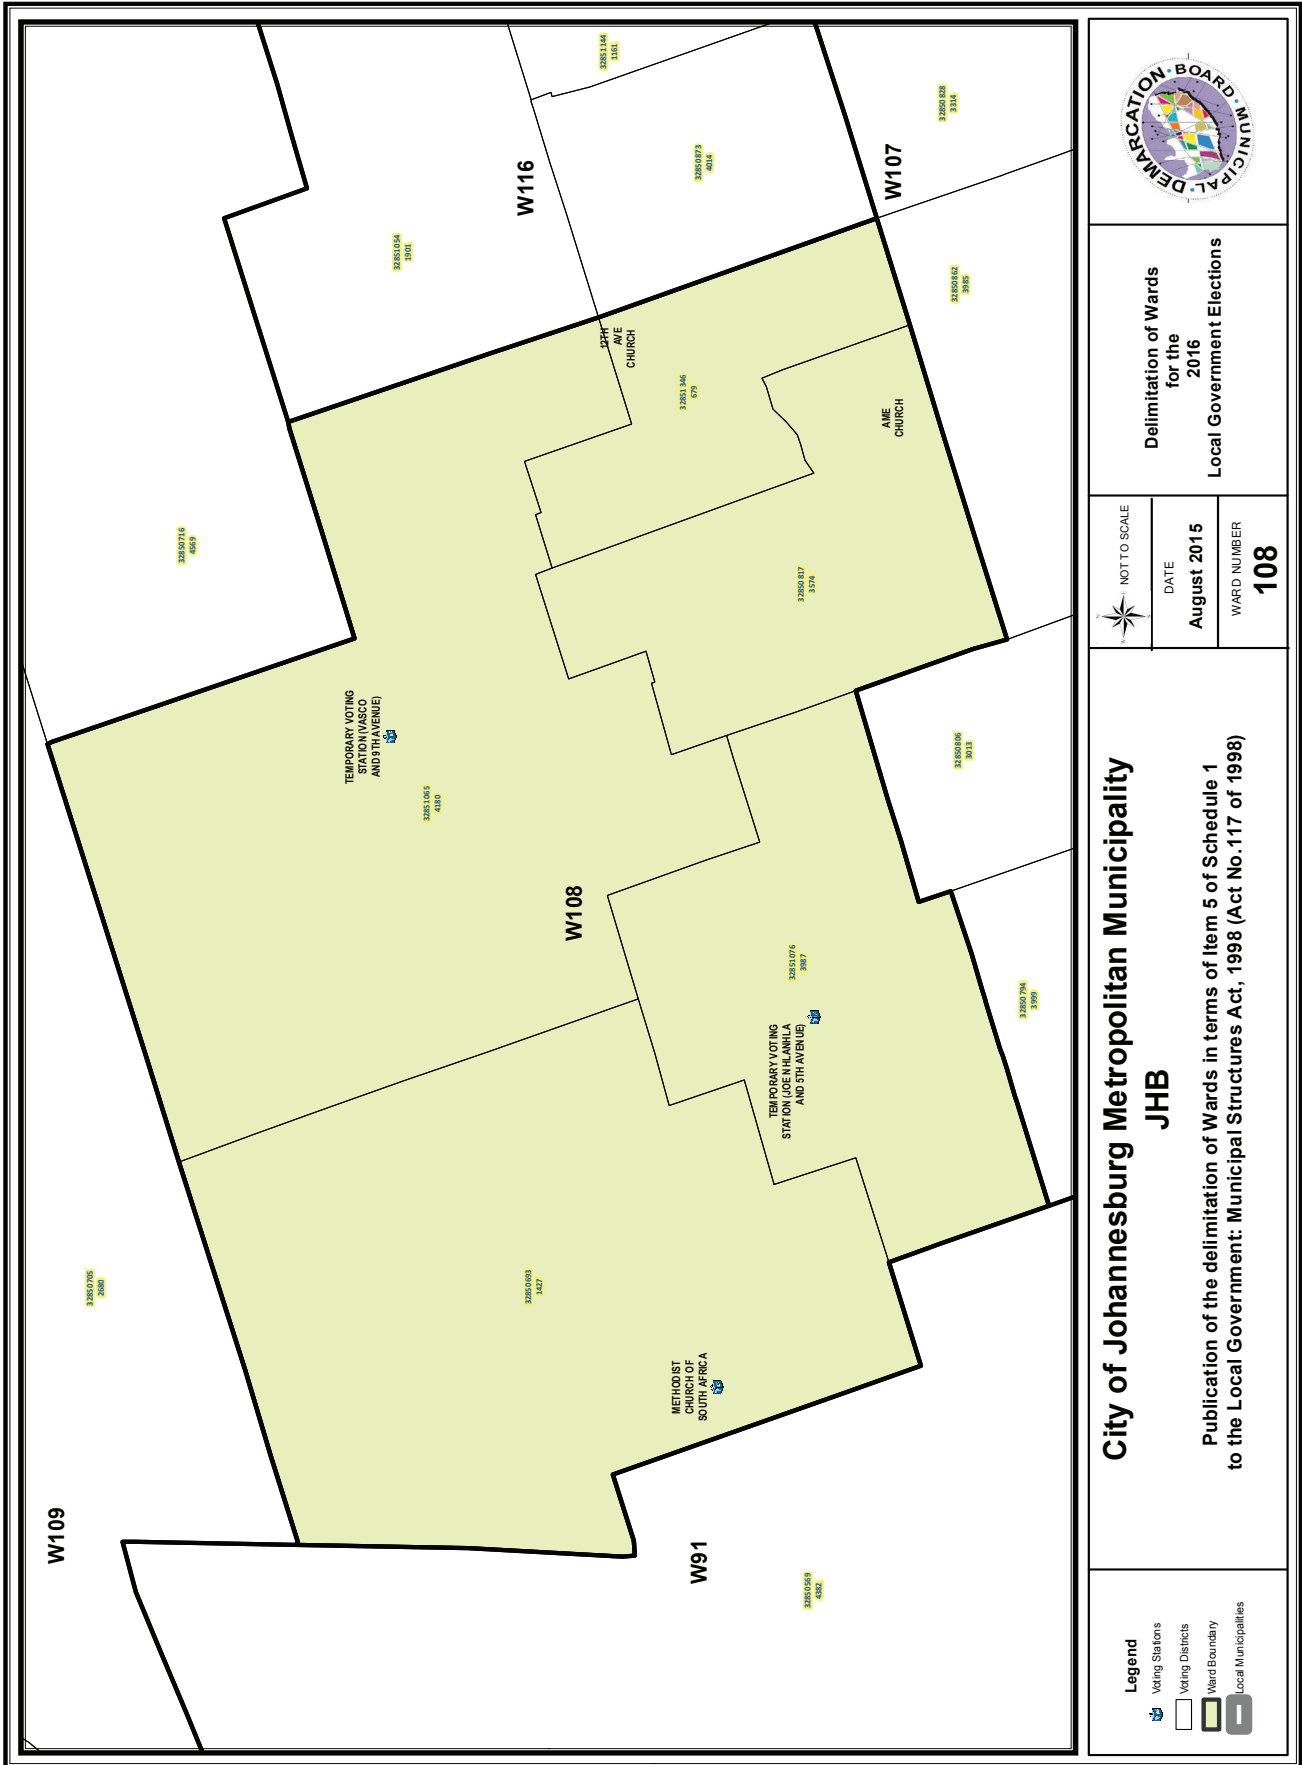 W109
32850705
2680
32850716
4569
32851054
1901
W116
32851144
1161
32850873
4014
TEMPORARY VOTING
STATION (VASCO
AND 9TH AVENUE)
32851065
4180
12TH
AVE
CHURCH
32851346
679
W108
32850693
1427
METHODIST
CHURCH OF
SOUTH AFRICA
32850817
3574
AME
CHURCH
32851076
3987
TEMPORARY VOTING
STATION (JOE NHLANHLA
AND 5TH AVENUE)
W91
32850569
4382
W107
32850828
3314
32850862
3985
32850806
3013
32850794
3999
Legend
Voting Stations
Voting Districts
Ward Boundary
Local Municipalities
City of Johannesburg Metropolitan Municipality
JHB
Publication of the delimitation of Wards in terms of Item 5 of Schedule 1
to the Local Government: Municipal Structures Act, 1998 (Act No.117 of 1998)
NOT TO SCALE
DATE
August 2015
WARD NUMBER
108
Delimitation of Wards
for the
2016
Local Government Elections
MUNICIPAL · DEMARCATION · BOARD ·